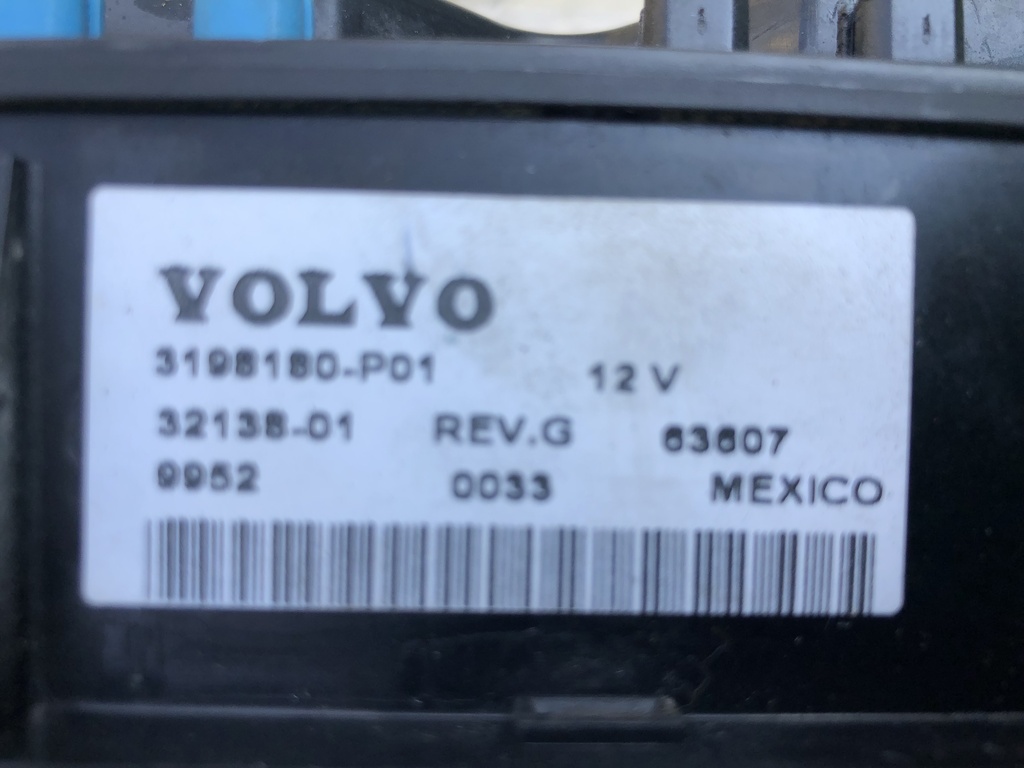 VOLVO
3198180-P01 12 V
32138-01 REV.G 63607
9952 0033 MEXICO